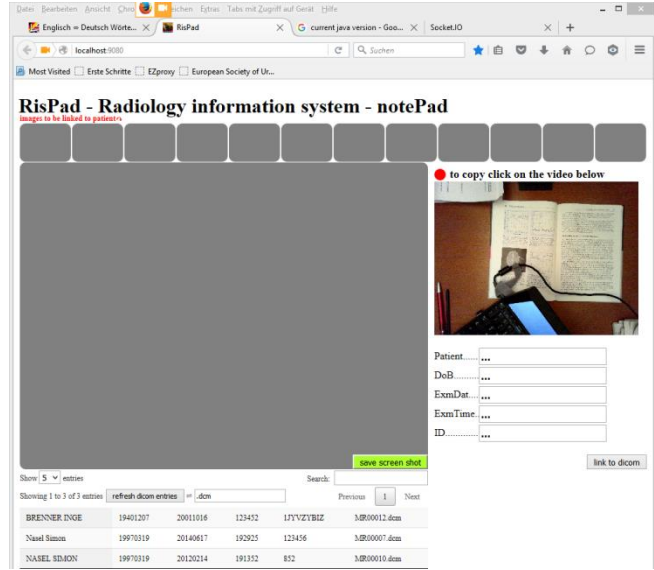 Datei Bearbeiten Ansicht Chro eichen Extras Tabs mit Zugriff auf Gerät Hilfe
Englisch = Deutsch Wörte... RisPad current java version - Goo... Socket.IO
localhost:9080 Suchen
Most Visited Erste Schritte EZproxy European Society of Ur...
RisPad - Radiology information system - notePad
images to be linked to patient->
to copy click on the video below
Patient...... ...
DoB.......... ...
ExmDat.... ...
ExmTime.. ...
ID............. ...
save screen shot
link to dicom
Show 5 entries Search:
Showing 1 to 3 of 3 entries refresh dicom entries .dcm Previous 1 Next
BRENNER INGE 19401207 20011016 123452 1JYVZYBIZ MR00012.dcm
Nasel Simon 19970319 20140617 192925 123456 MR00007.dcm
NASEL SIMON 19970319 20120214 191352 852 MR00010.dcm